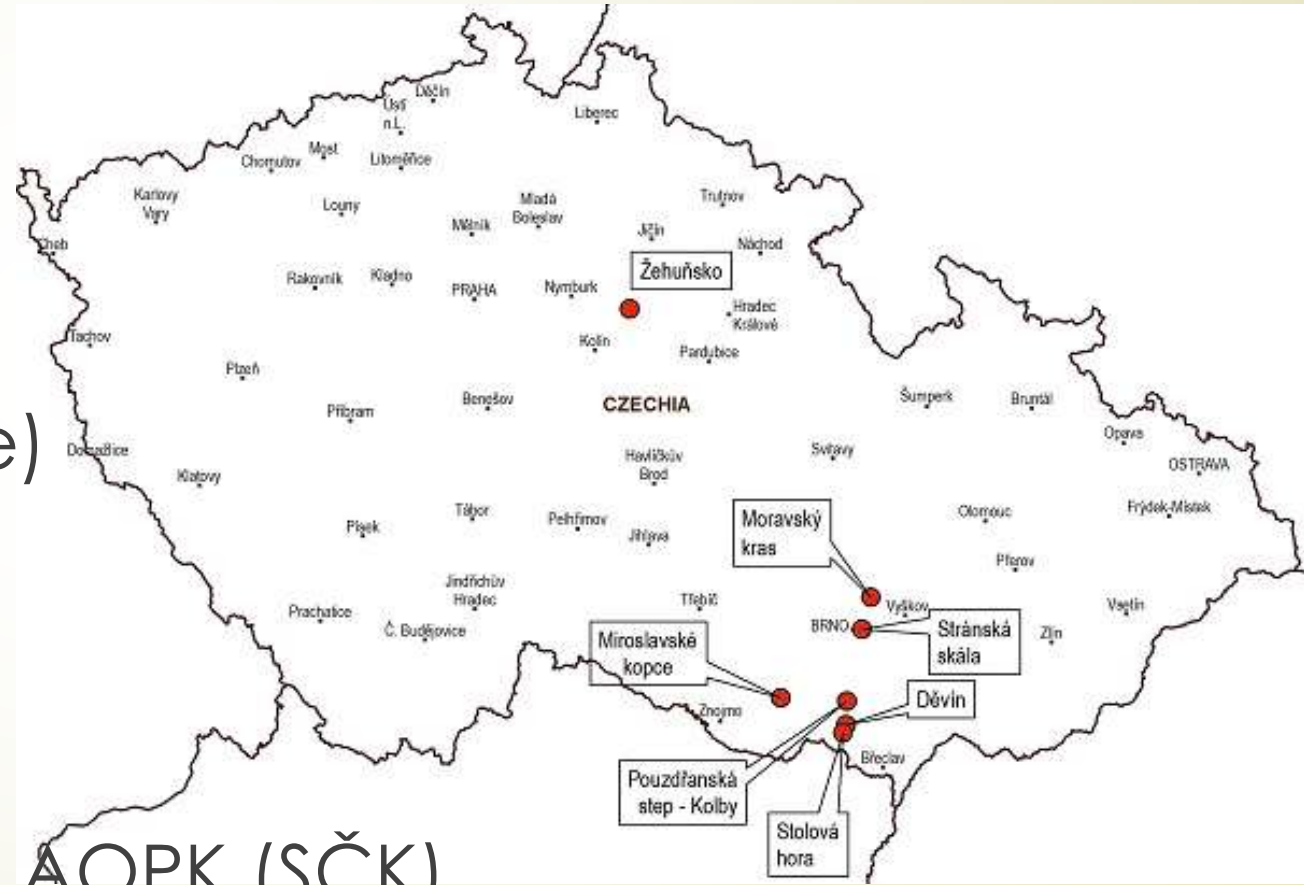 Děčín
Ústí
n.L.
Liberec
Most
Chomutov
Litoměřice
Karlovy
Vary
Louny
Mladá
Boleslav
Trutnov
Mělník
Jičín
Cheb
Náchod
Žehuňsko
Rakovník
Kladno
PRAHA
Nymburk
Hradec
Králové
Tachov
Kolín
Pardubice
Plzeň
Benešov
CZECHIA
Šumperk
Bruntál
Příbram
e)
Domažlice
Opava
Svitavy
Havlíčkův
Brod
OSTRAVA
Klatovy
Frýdek-Místek
Tábor
Pelhřimov
Moravský
kras
Olomouc
Písek
Jihlava
Přerov
Jindřichův
Hradec
Prachatice
Třebíč
Vyškov
Vsetín
Č. Budějovice
BRNO
Stránská
skála
Zlín
Miroslavské
kopce
Znojmo
Děvín
Břeclav
Pouzdřanská
step - Kolby
Stolová
hora
AOPK (SČK)